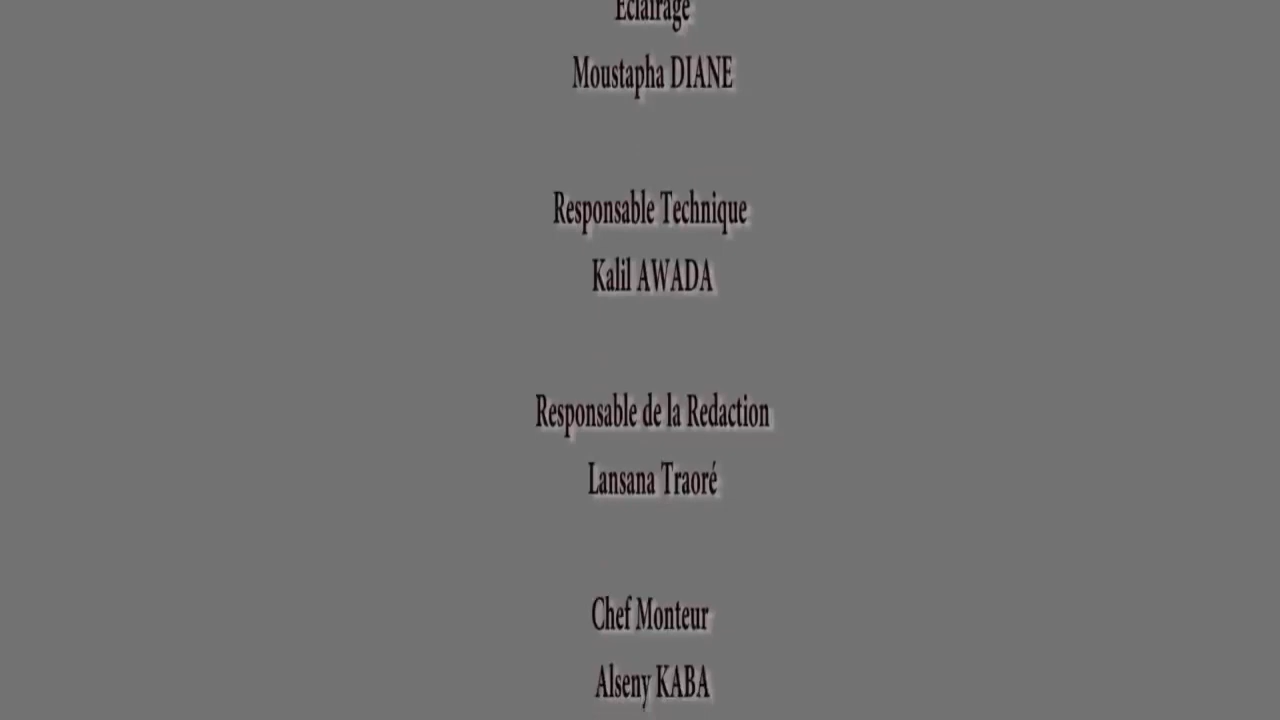 Eclairage
Moustapha DIANE
Responsable Technique
Kalil AWADA
Responsable de la Redaction
Lansana Traoré
Chef Monteur
Alseny KABA